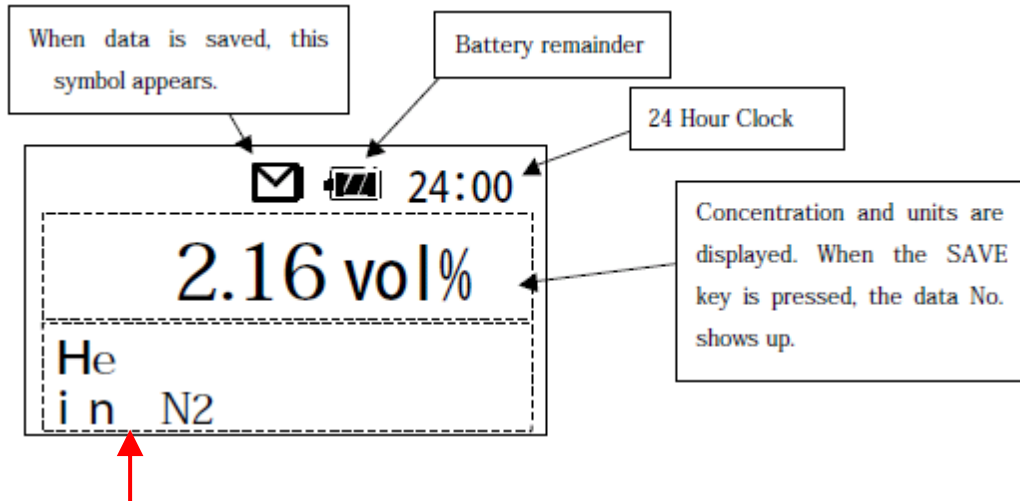 When data is saved, this
symbol appears.
Battery remainder
24 Hour Clock
24:00
2.16 vol%
Concentration and units are
displayed. When the SAVE
key is pressed, the data No.
shows up.
He
in N2